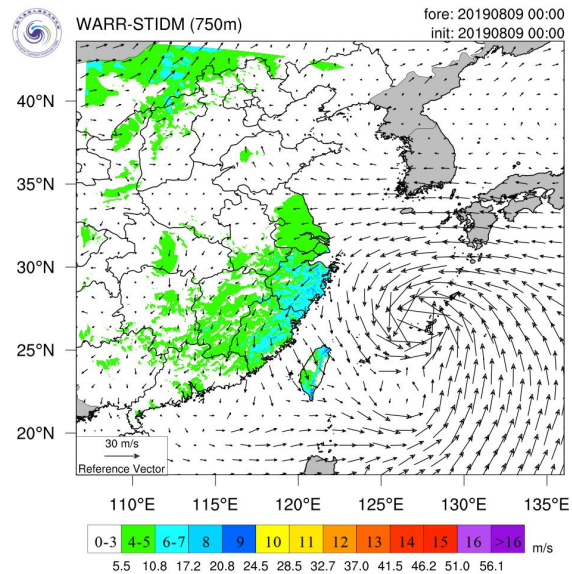 WARR-STIDM (750m)
fore: 20190809 00:00
init: 20190809 00:00
40°N
35°N
30°N
25°N
20°N
30 m/s
Reference Vector
110°E 115°E 120°E 125°E 130°E 135°E
0-3 4-5 6-7 8 9 10 11 12 13 14 15 16 >16 m/s
5.5 10.8 17.2 20.8 24.5 28.5 32.7 37.0 41.5 46.2 51.0 56.1